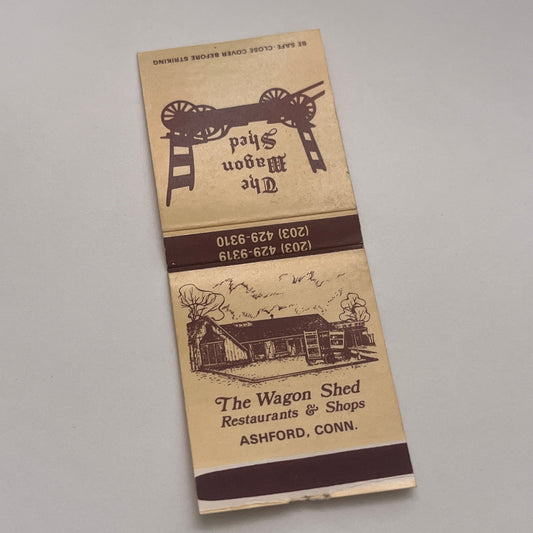 BE SAFE-CLOSE COVER BEFORE STRIKING
The
Wagon
Shed
(203) 429-9319
(203) 429-9310
The Wagon Shed
Restaurants & Shops
ASHFORD, CONN.